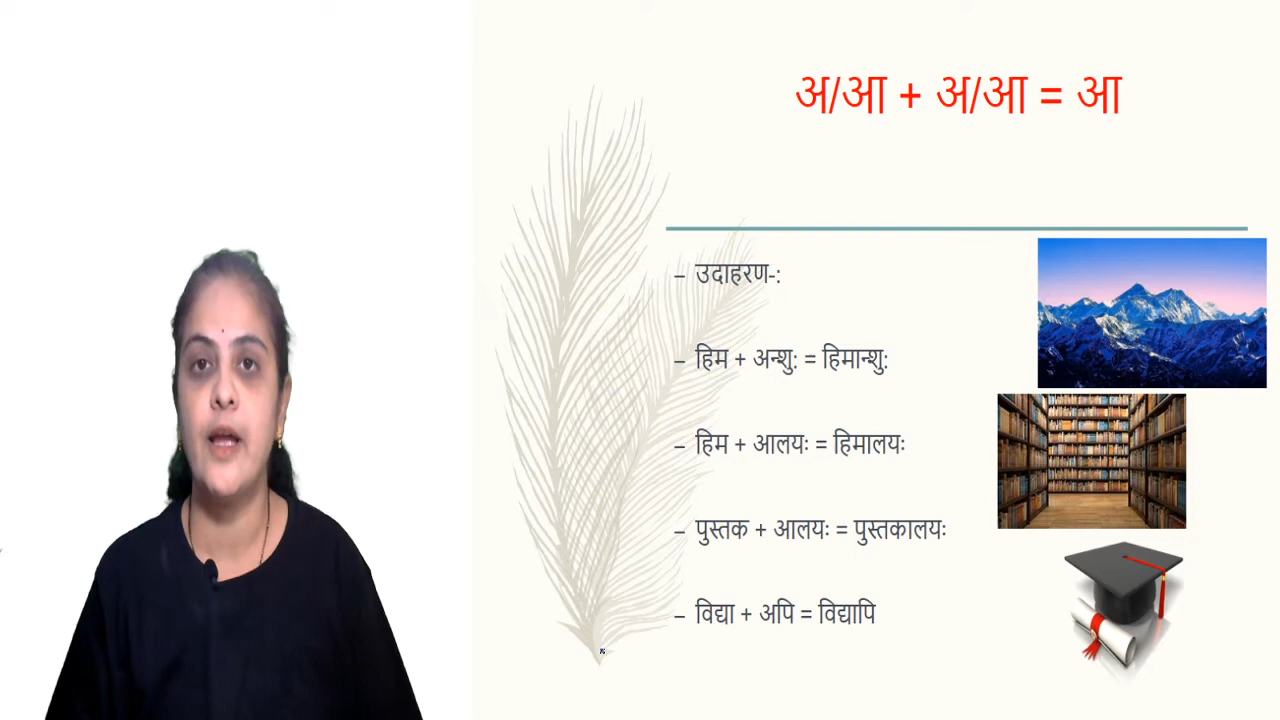 अ/आ + अ/आ = आ
– उदाहरण-:
– हिम + अन्शु: = हिमान्शु:
– हिम + आलयः = हिमालयः
– पुस्तक + आलयः = पुस्तकालयः
– विद्या + अपि = विद्यापि